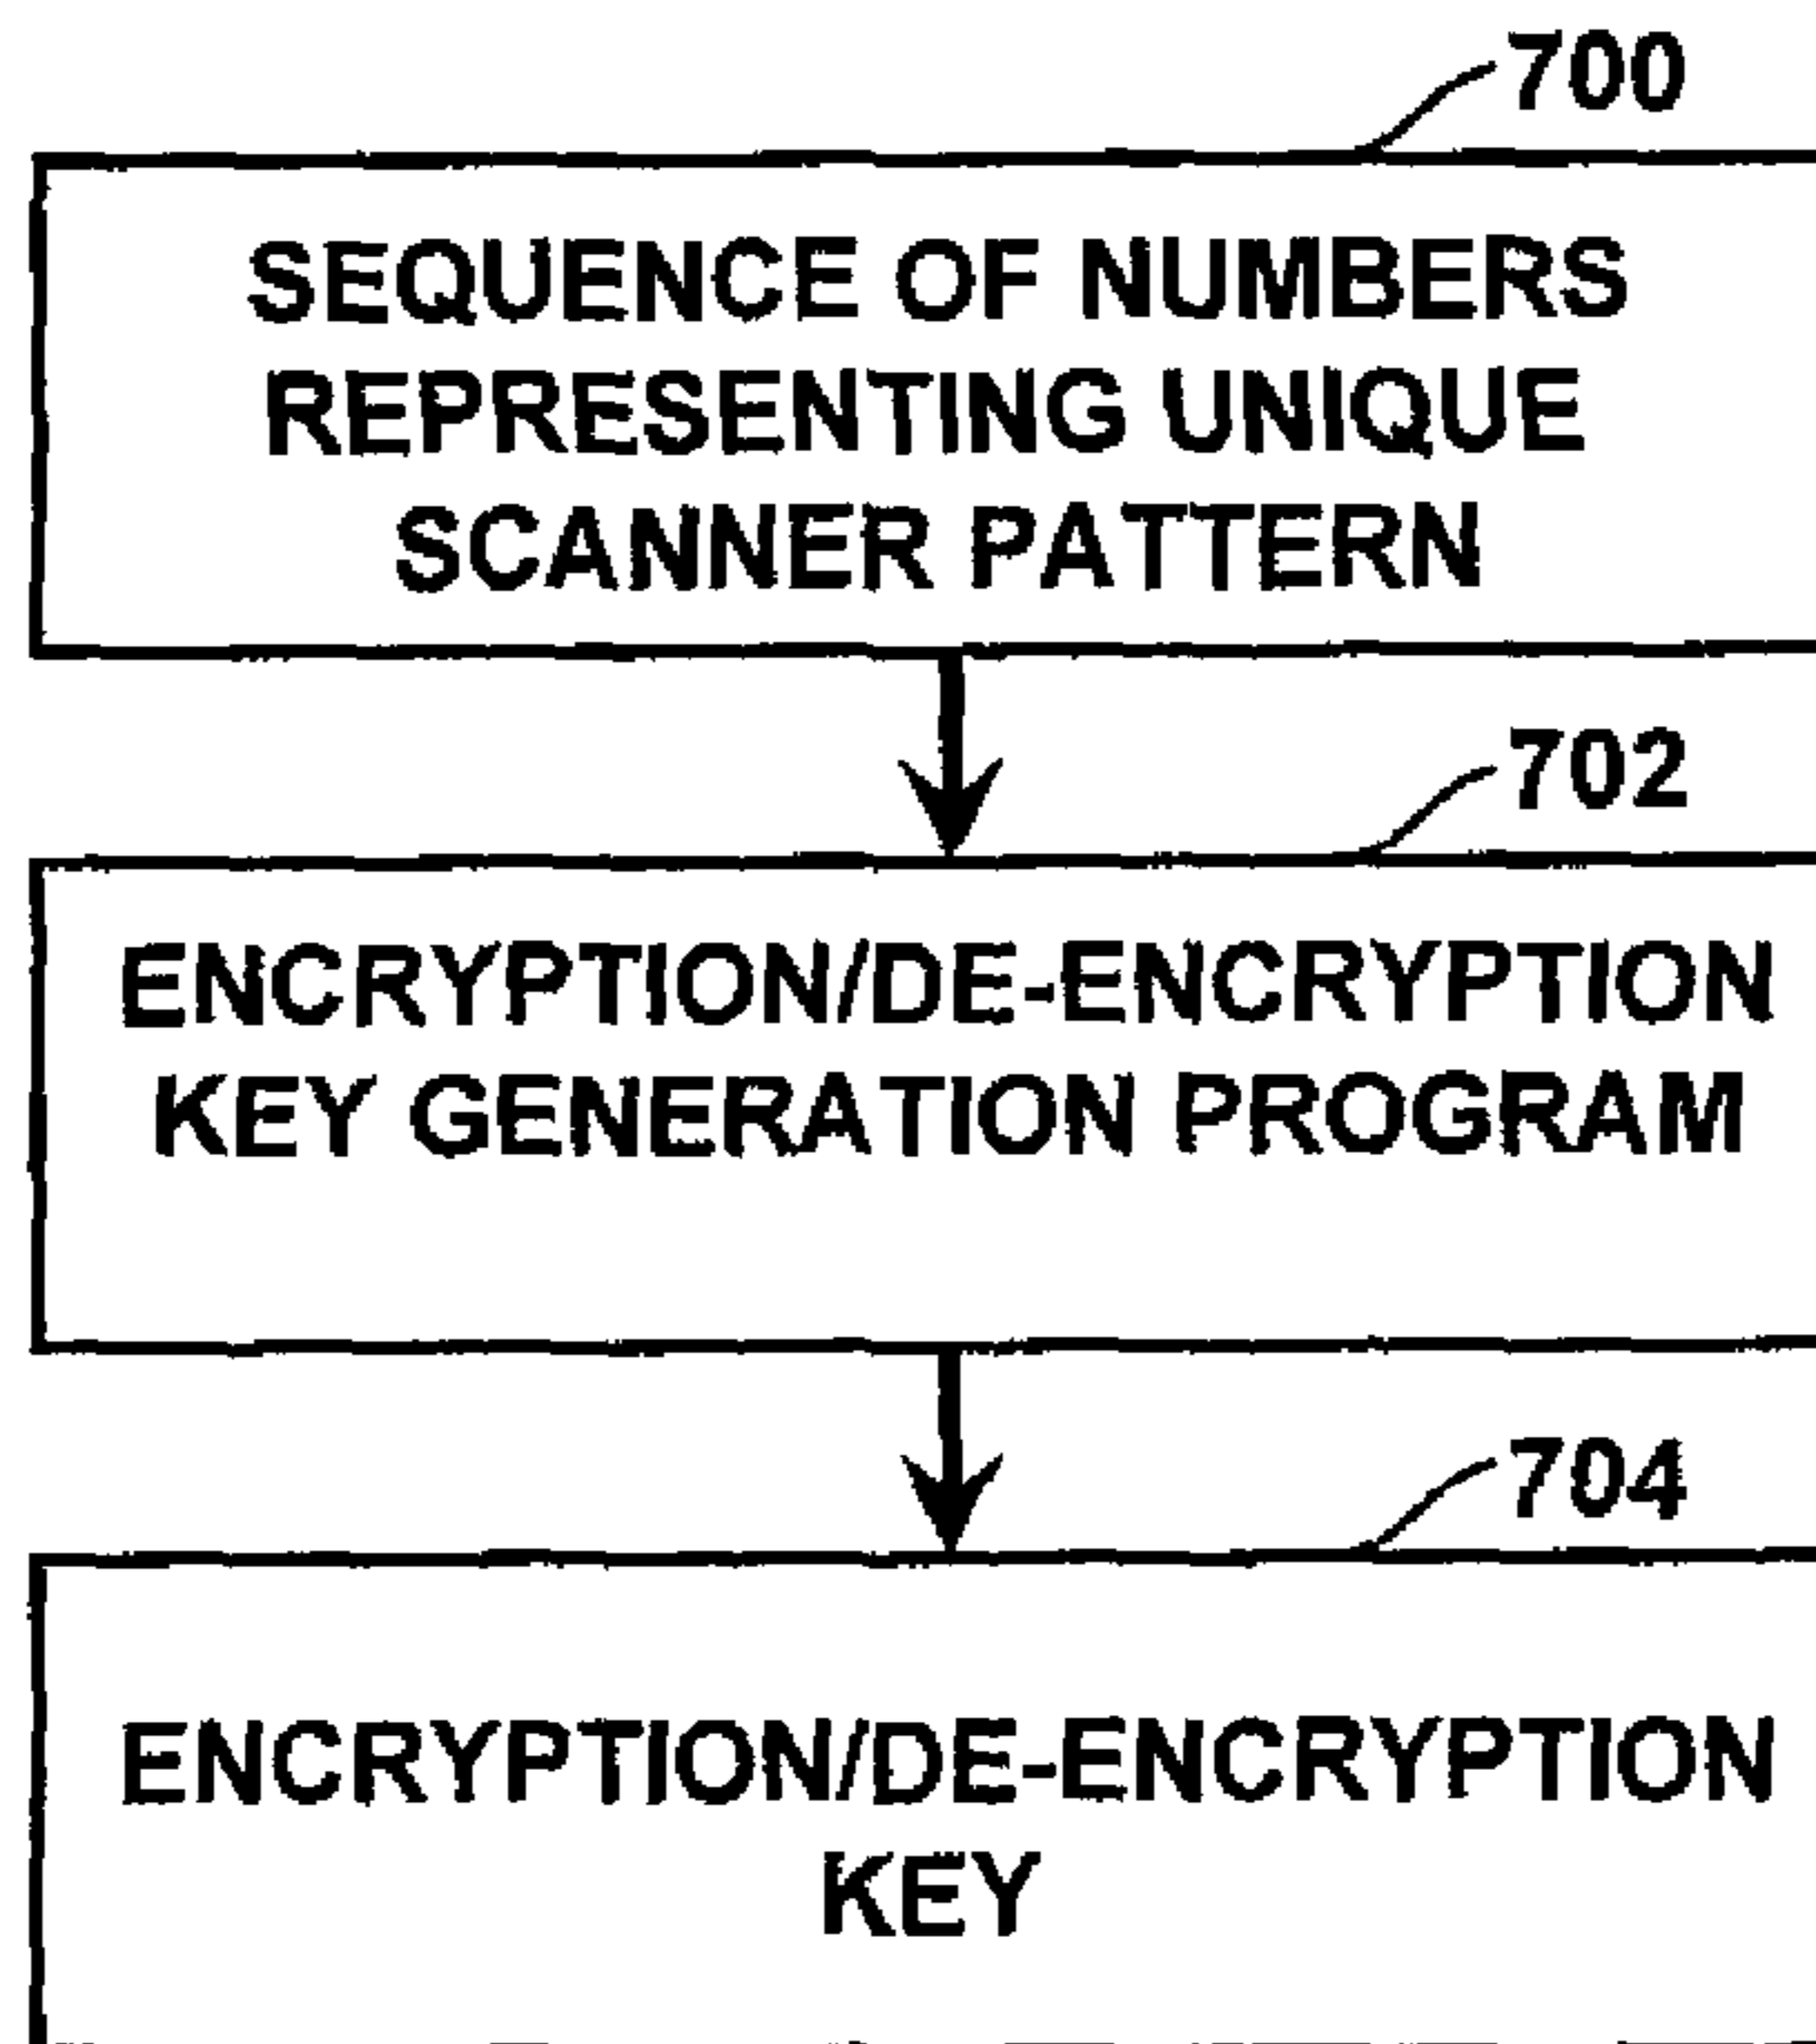 700
SEQUENCE OF NUMBERS
REPRESENTING UNIQUE
SCANNER PATTERN
702
ENCRYPTION/DE-ENCRYPTION
KEY GENERATION PROGRAM
704
ENCRYPTION/DE-ENCRYPTION
KEY